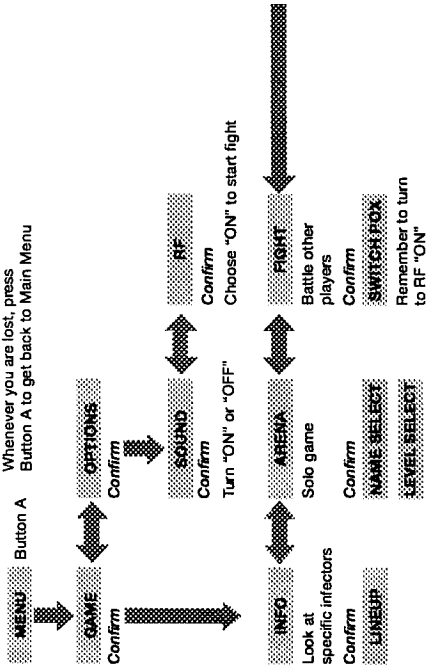 Whenever you are lost, press
Button A to get back to Main Menu
MENU
Button A
GAME
Confirm
OPTIONS
Confirm
SOUND
Confirm
Turn "ON" or "OFF"
RF
Confirm
Choose "ON" to start fight
INFO
Look at
specific infectors
Confirm
LINEUP
ARENA
Solo game
Confirm
NAME SELECT
LEVEL SELECT
FIGHT
Battle other
players
Confirm
SWITCH POX
Remember to turn
to RF "ON"